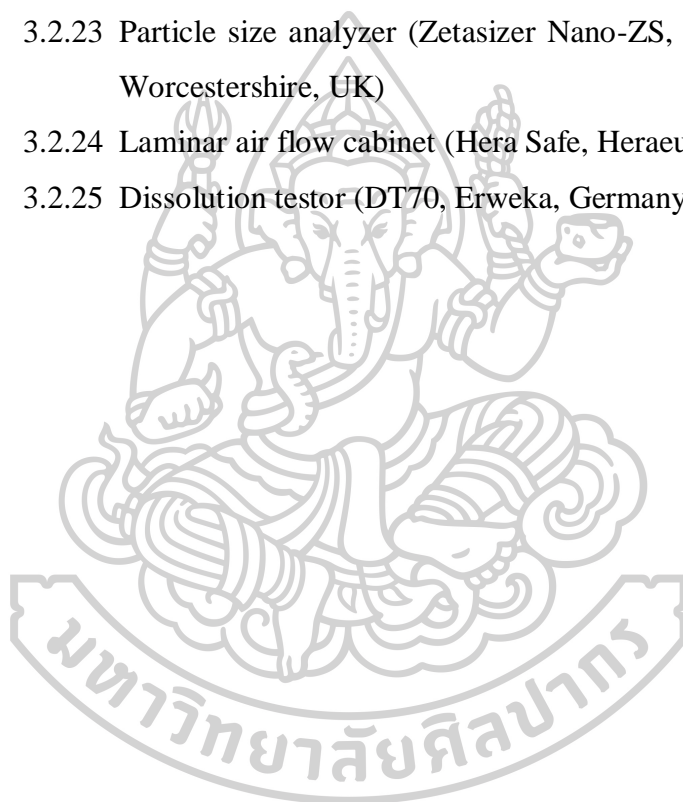 3.2.23 Particle size analyzer (Zetasizer Nano-ZS,
Worcestershire, UK)
3.2.24 Laminar air flow cabinet (Hera Safe, Heraeu
3.2.25 Dissolution testor (DT70, Erweka, Germany
มหาวิทยาลัยศิลปากร